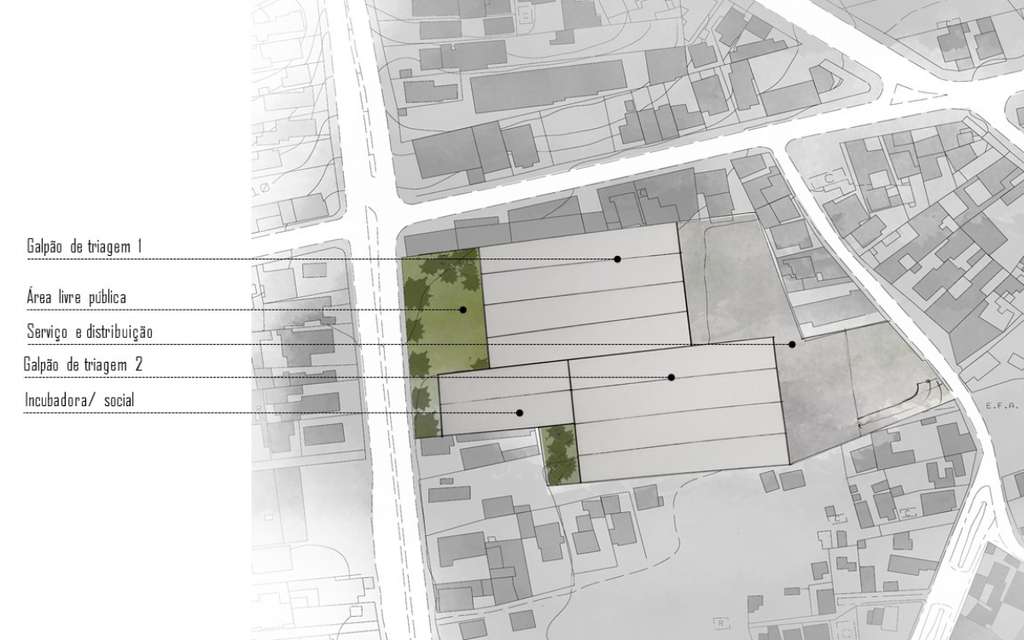 Galpão de triagem 1
Área livre pública
Serviço e distribuição
Galpão de triagem 2
Incubadora/ social
E.F.A.